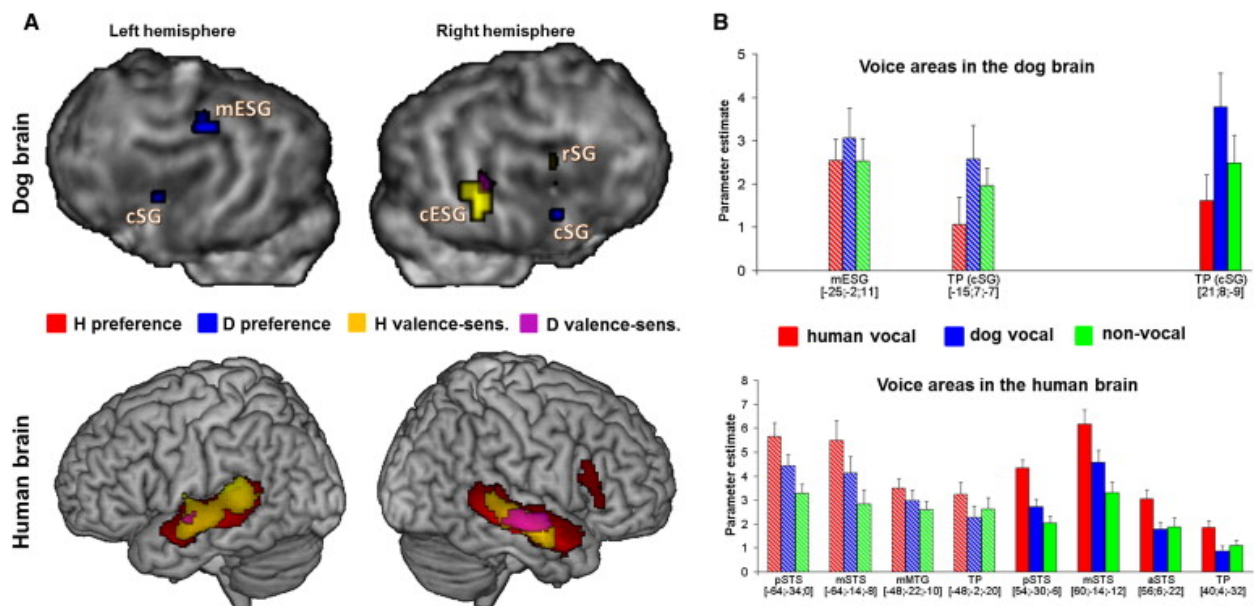 A
Left hemisphere
Right hemisphere
Dog brain
mESG
cSG
rSG
cESG
cSG
H preference D preference H valence-sens. D valence-sens.
Human brain
B
Voice areas in the dog brain
Parameter estimate
5
4
3
2
1
0
mESG TP (cSG) TP (cSG)
[-25;-2;11] [-15;7;-7] [21;8;-9]
human vocal dog vocal non-vocal
Voice areas in the human brain
Parameter estimate
8
7
6
5
4
3
2
1
0
pSTS mSTS mMTG TP pSTS mSTS aSTS TP
[-64;-34;0] [-64;-14;-8] [-48;-22;-10] [-48;-2;-20] [54;-30;-6] [60;-14;-12] [56;6;-22] [40;4;-32]